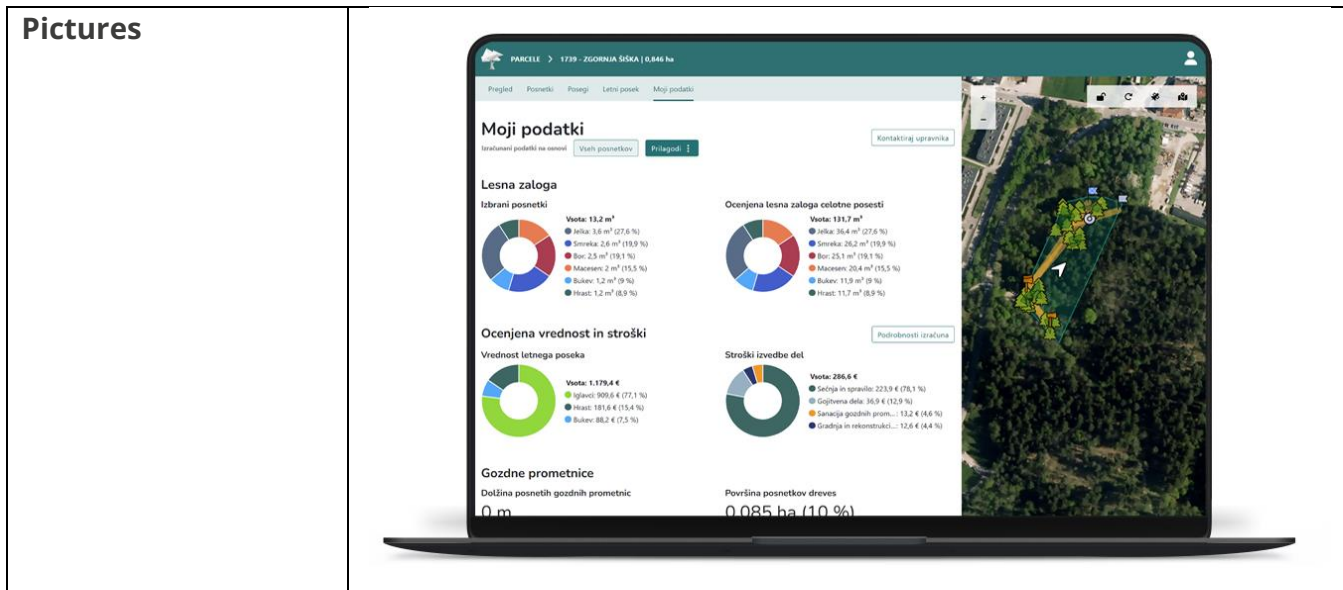 Pictures
PARCELE > 1739 - ZGORNJA ŠIŠKA | 0,846 ha
Pregled Posnetki Posegi Letni posek Moji podatki
Moji podatki
Kontaktiraj upravnika
Izračunani podatki na osnovi Vseh posnetkov Prilagodi
Lesna zaloga
Izbrani posnetki
Vsota: 13,2 m³
Jelka: 3,6 m³ (27,6 %)
Smreka: 2,6 m³ (19,9 %)
Bor: 2,5 m³ (19,1 %)
Macesen: 2 m³ (15,5 %)
Bukev: 1,2 m³ (9 %)
Hrast: 1,2 m³ (8,9 %)
Ocenjena lesna zaloga celotne posesti
Vsota: 131,7 m³
Jelka: 36,4 m³ (27,6 %)
Smreka: 26,2 m³ (19,9 %)
Bor: 25,1 m³ (19,1 %)
Macesen: 20,4 m³ (15,5 %)
Bukev: 11,9 m³ (9 %)
Hrast: 11,7 m³ (8,9 %)
Ocenjena vrednost in stroški
Podrobnosti izračuna
Vrednost letnega poseka
Vsota: 1.179,4 €
Iglavci: 909,6 € (77,1 %)
Hrast: 181,6 € (15,4 %)
Bukev: 88,2 € (7,5 %)
Stroški izvedbe del
Vsota: 286,6 €
Sečnja in spravilo: 223,9 € (78,1 %)
Gojitvena dela: 36,9 € (12,9 %)
Sanacija gozdnih prom...: 13,2 € (4,6 %)
Gradnja in rekonstrukci...: 12,6 € (4,4 %)
Gozdne prometnice
Dolžina posnetih gozdnih prometnic
0 m
Površina posnetkov dreves
0.085 ha (10 %)